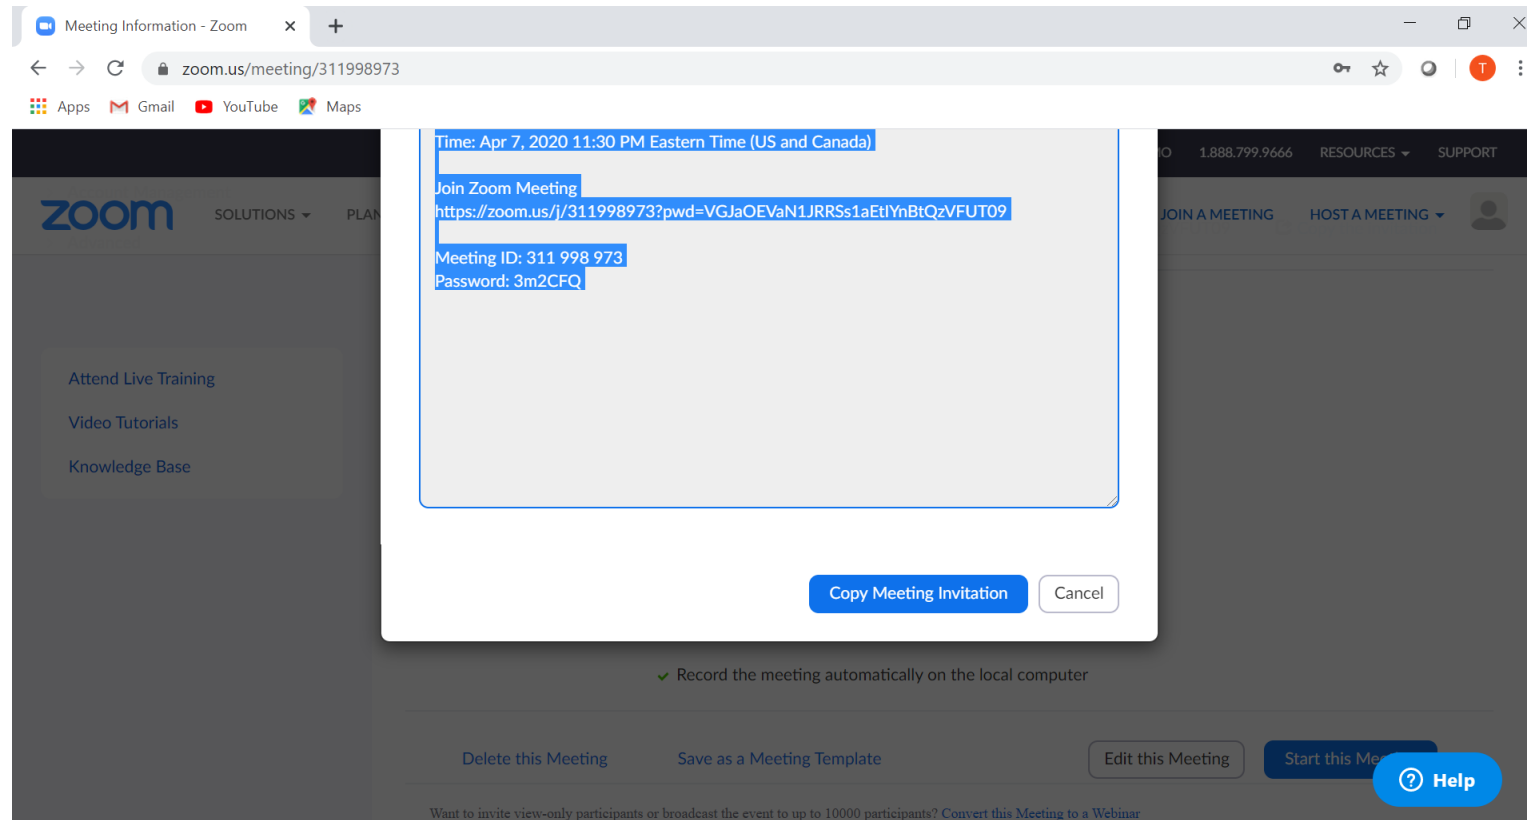 Meeting Information - Zoom
zoom.us/meeting/311998973
T
Apps Gmail YouTube Maps
1.888.799.9666 RESOURCES SUPPORT
zoom SOLUTIONS JOIN A MEETING HOST A MEETING
Time: Apr 7, 2020 11:30 PM Eastern Time (US and Canada)
Join Zoom Meeting
https://zoom.us/j/311998973?pwd=VGJaOEVaN1JRRSs1aEtIYnBtQzVFUT09
Meeting ID: 311 998 973
Password: 3m2CFQ
Attend Live Training
Video Tutorials
Knowledge Base
Copy Meeting Invitation Cancel
Record the meeting automatically on the local computer
Delete this Meeting Save as a Meeting Template Edit this Meeting Start this Me
Help
Want to invite view-only participants or broadcast the event to up to 10000 participants? Convert this Meeting to a Webinar